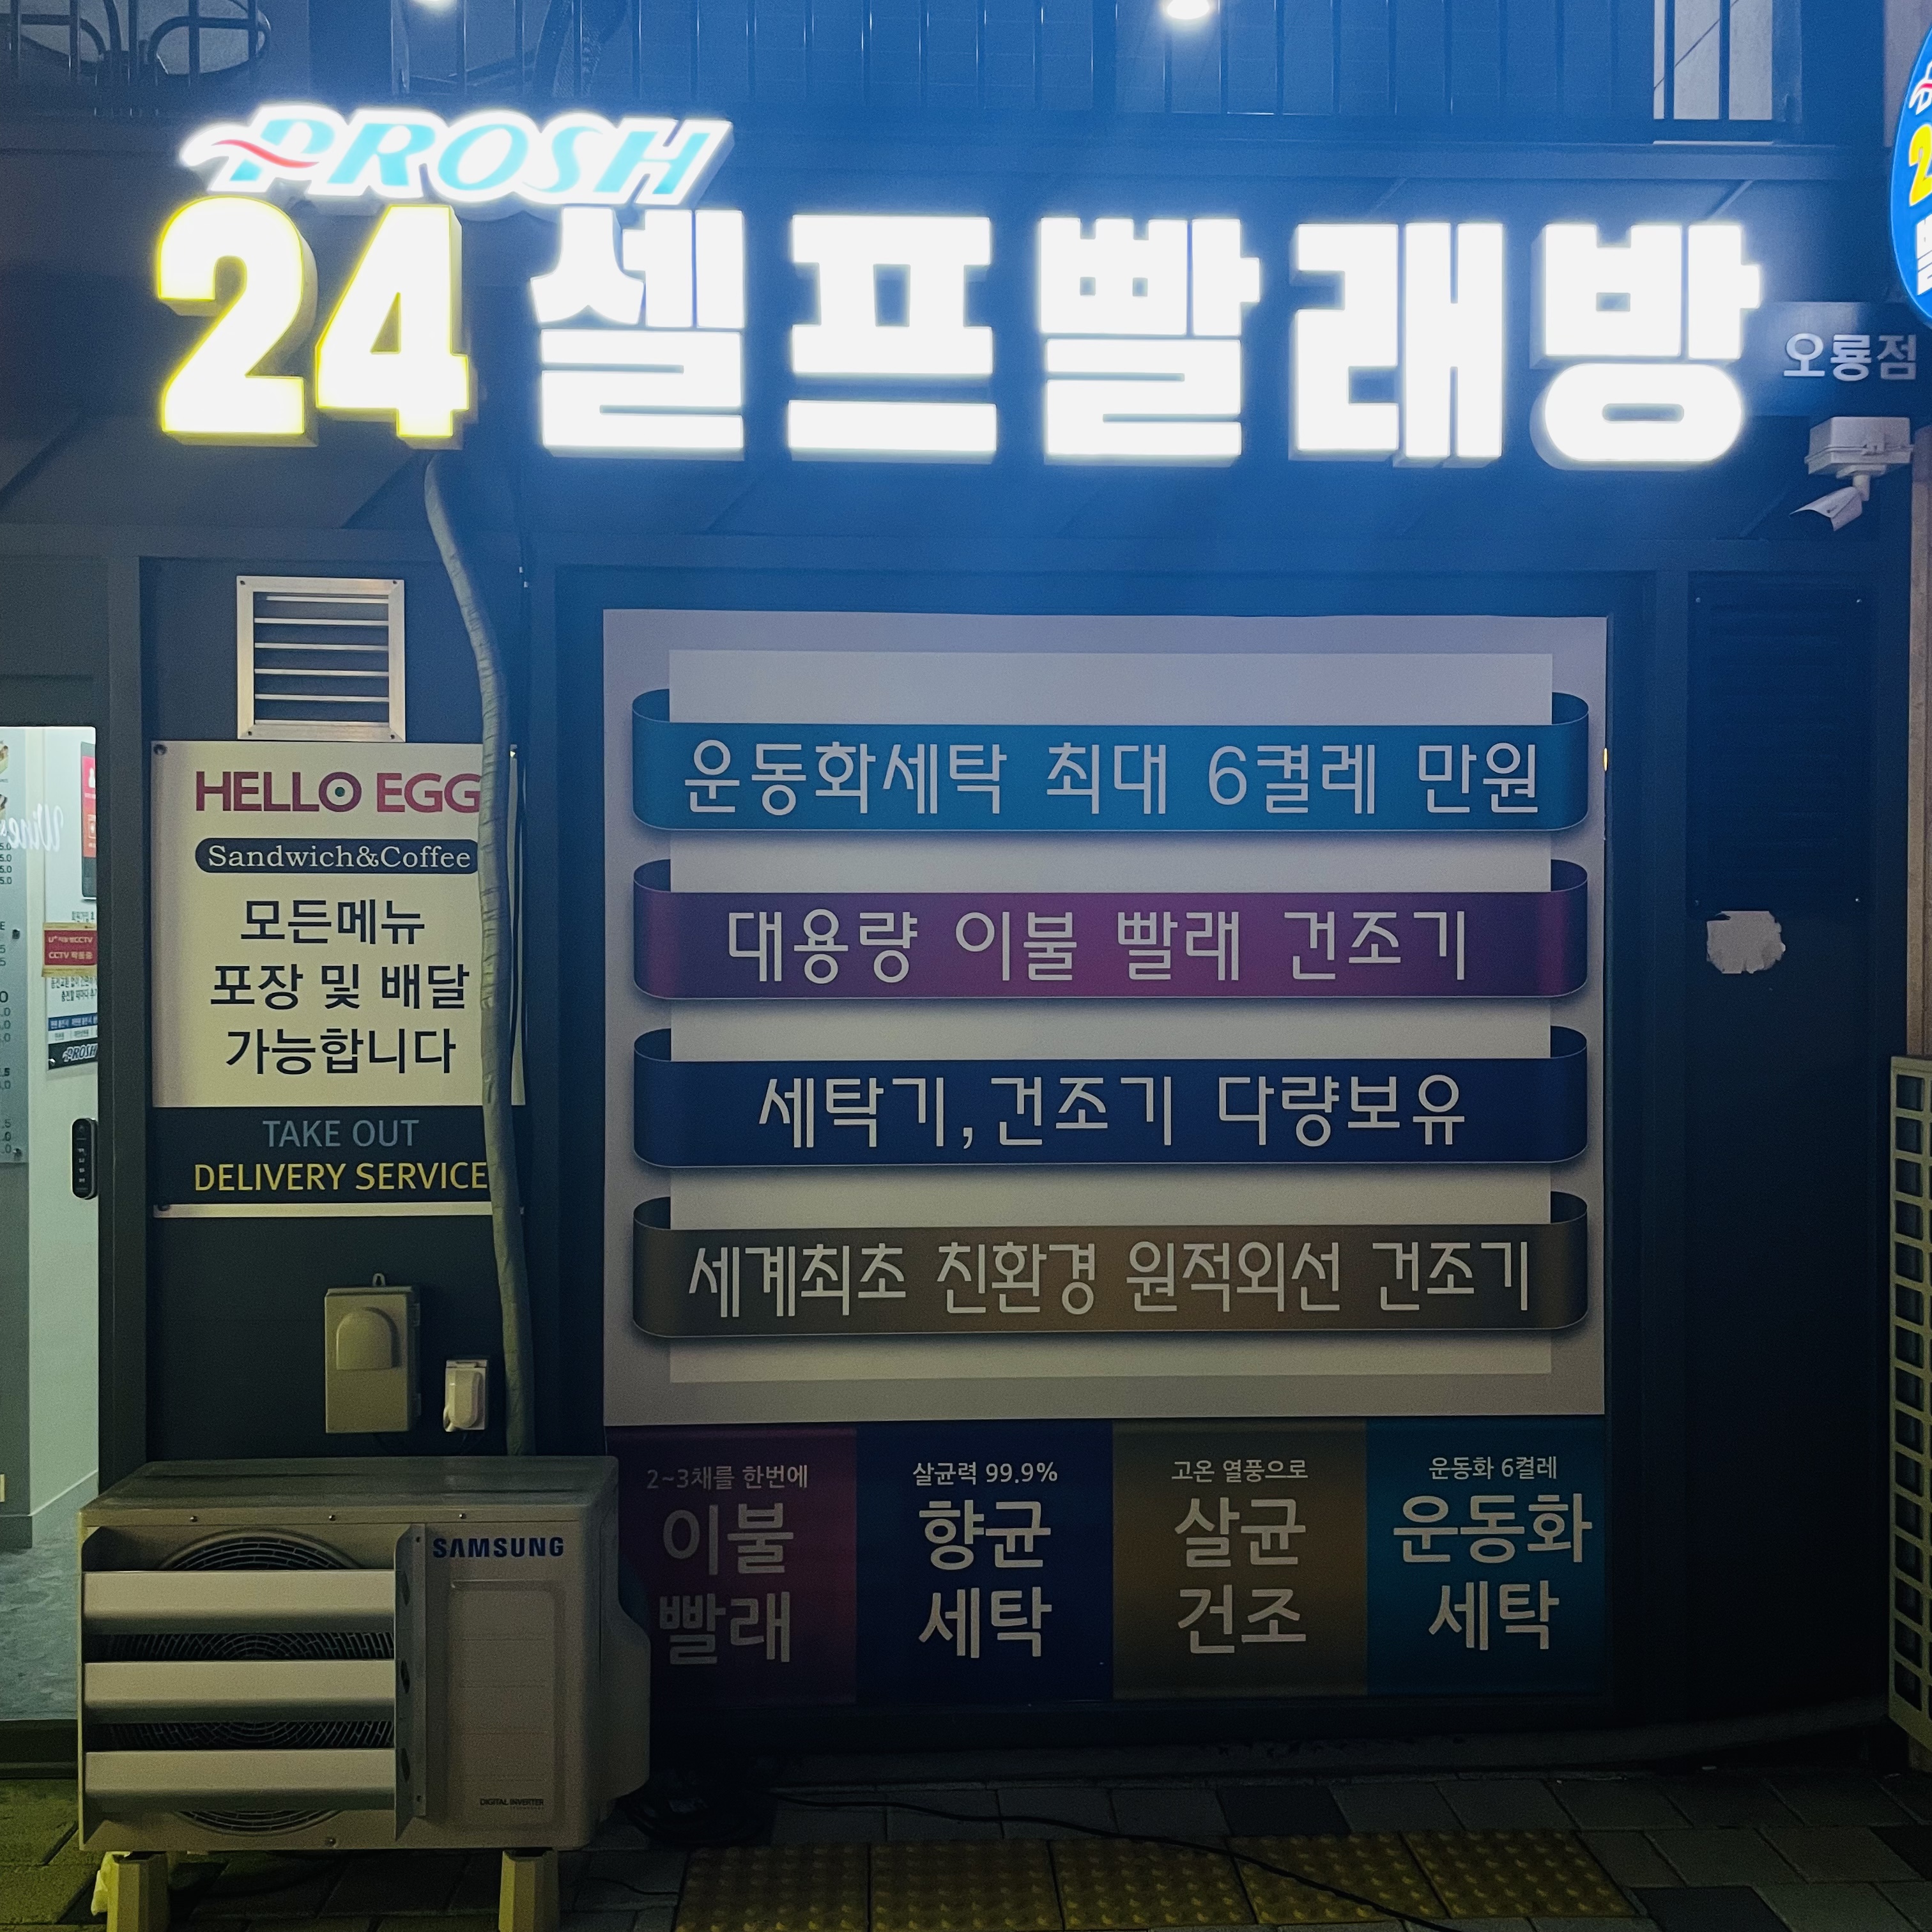 PROSH
24 셀프빨래방
오룡점
HELLO EGG
Sandwich&Coffee
모든메뉴
포장 및 배달
가능합니다
TAKE OUT
DELIVERY SERVICE
운동화세탁 최대 6켤레 만원
대용량 이불 빨래 건조기
세탁기,건조기 다량보유
세계최초 친환경 원적외선 건조기
2~3채를 한번에
이불
빨래
살균력 99.9%
향균
세탁
고온 열풍으로
살균
건조
운동화 6켤레
운동화
세탁
SAMSUNG
DIGITAL INVERTER
PROSH